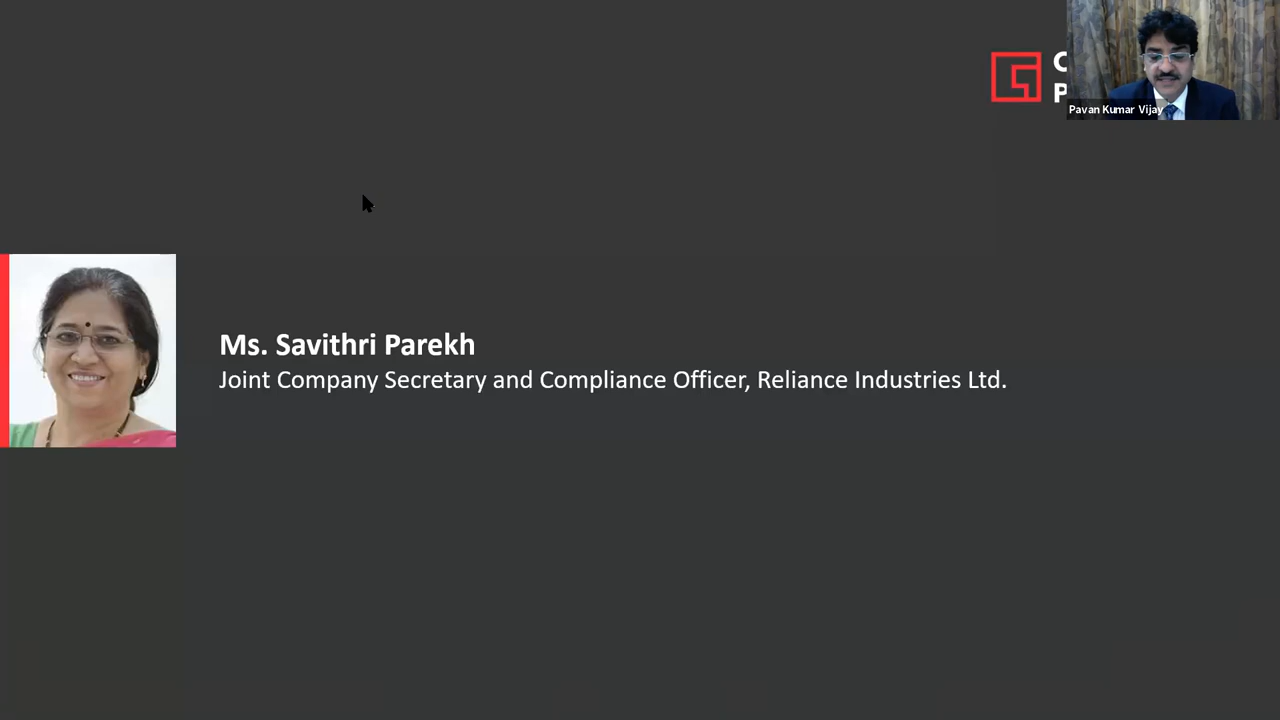 Pavan Kumar Vijay
Ms. Savithri Parekh
Joint Company Secretary and Compliance Officer, Reliance Industries Ltd.